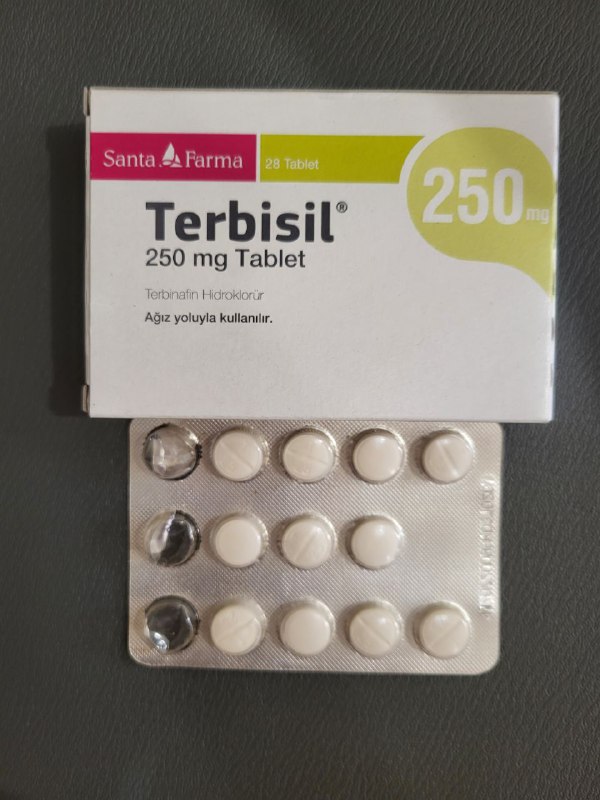 Santa Farma
28 Tablet
250 mg
Terbisil®
250 mg Tablet
Terbinafin Hidroklorür
Ağız yoluyla kullanılır.